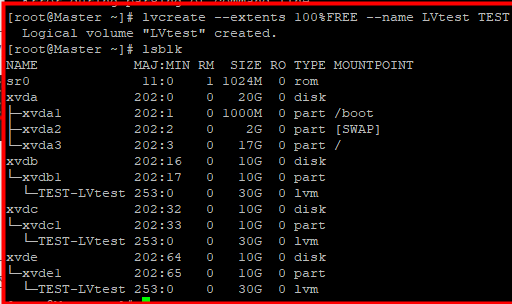 [root@Master ~]# lvcreate --extents 100%FREE --name LVtest TEST
  Logical volume "LVtest" created.
[root@Master ~]# lsblk
NAME            MAJ:MIN RM  SIZE RO TYPE MOUNTPOINT
sr0              11:0    1 1024M  0 rom
xvda            202:0    0   20G  0 disk
├─xvda1         202:1    0 1000M  0 part /boot
├─xvda2         202:2    0    2G  0 part [SWAP]
└─xvda3         202:3    0   17G  0 part /
xvdb            202:16   0   10G  0 disk
└─xvdb1         202:17   0   10G  0 part
  └─TEST-LVtest 253:0    0   30G  0 lvm
xvdc            202:32   0   10G  0 disk
└─xvdc1         202:33   0   10G  0 part
  └─TEST-LVtest 253:0    0   30G  0 lvm
xvde            202:64   0   10G  0 disk
└─xvde1         202:65   0   10G  0 part
  └─TEST-LVtest 253:0    0   30G  0 lvm